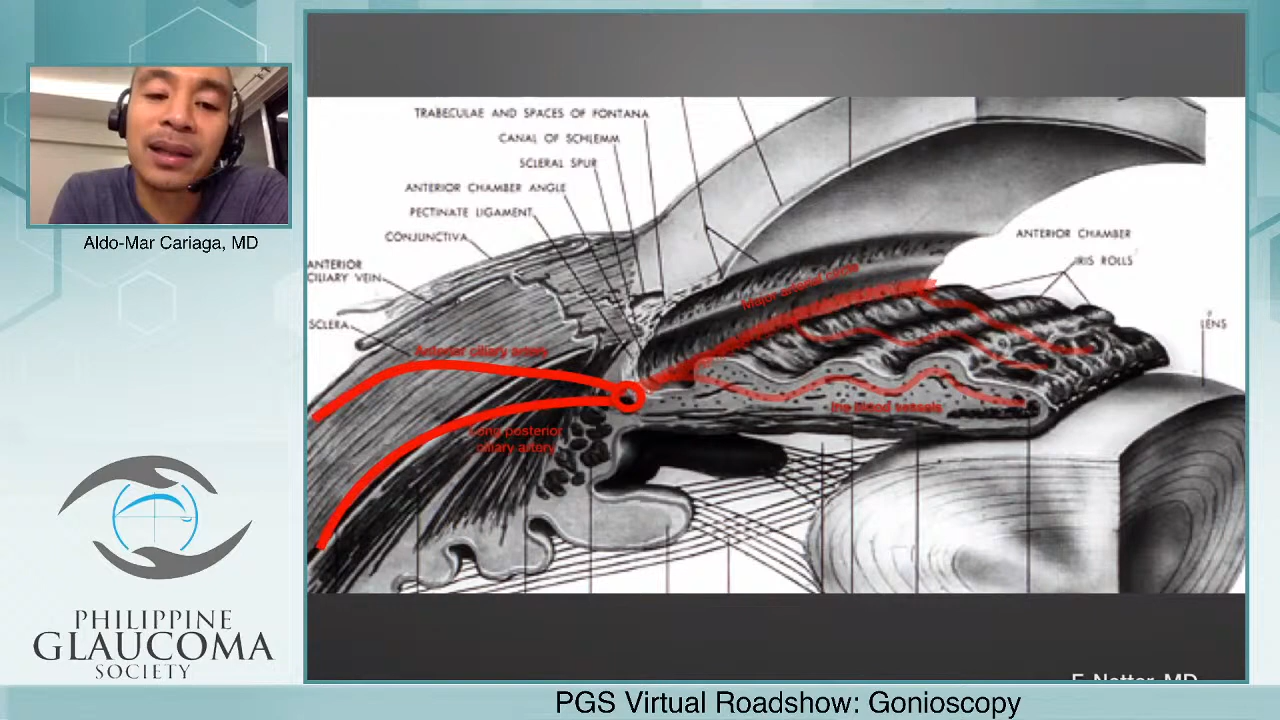 Aldo-Mar Cariaga, MD
PHILIPPINE
GLAUCOMA
SOCIETY
TRABECULAE AND SPACES OF FONTANA
CANAL OF SCHLEMM
SCLERAL SPUR
ANTERIOR CHAMBER ANGLE
PECTINATE LIGAMENT
CONJUNCTIVA
ANTERIOR
CILIARY VEIN
SCLERA
ANTERIOR CHAMBER
IRIS ROLLS
LENS
Major arterial circle
Anterior ciliary artery
Long posterior
ciliary artery
Iris blood vessels
F. Netter, MD
PGS Virtual Roadshow: Gonioscopy